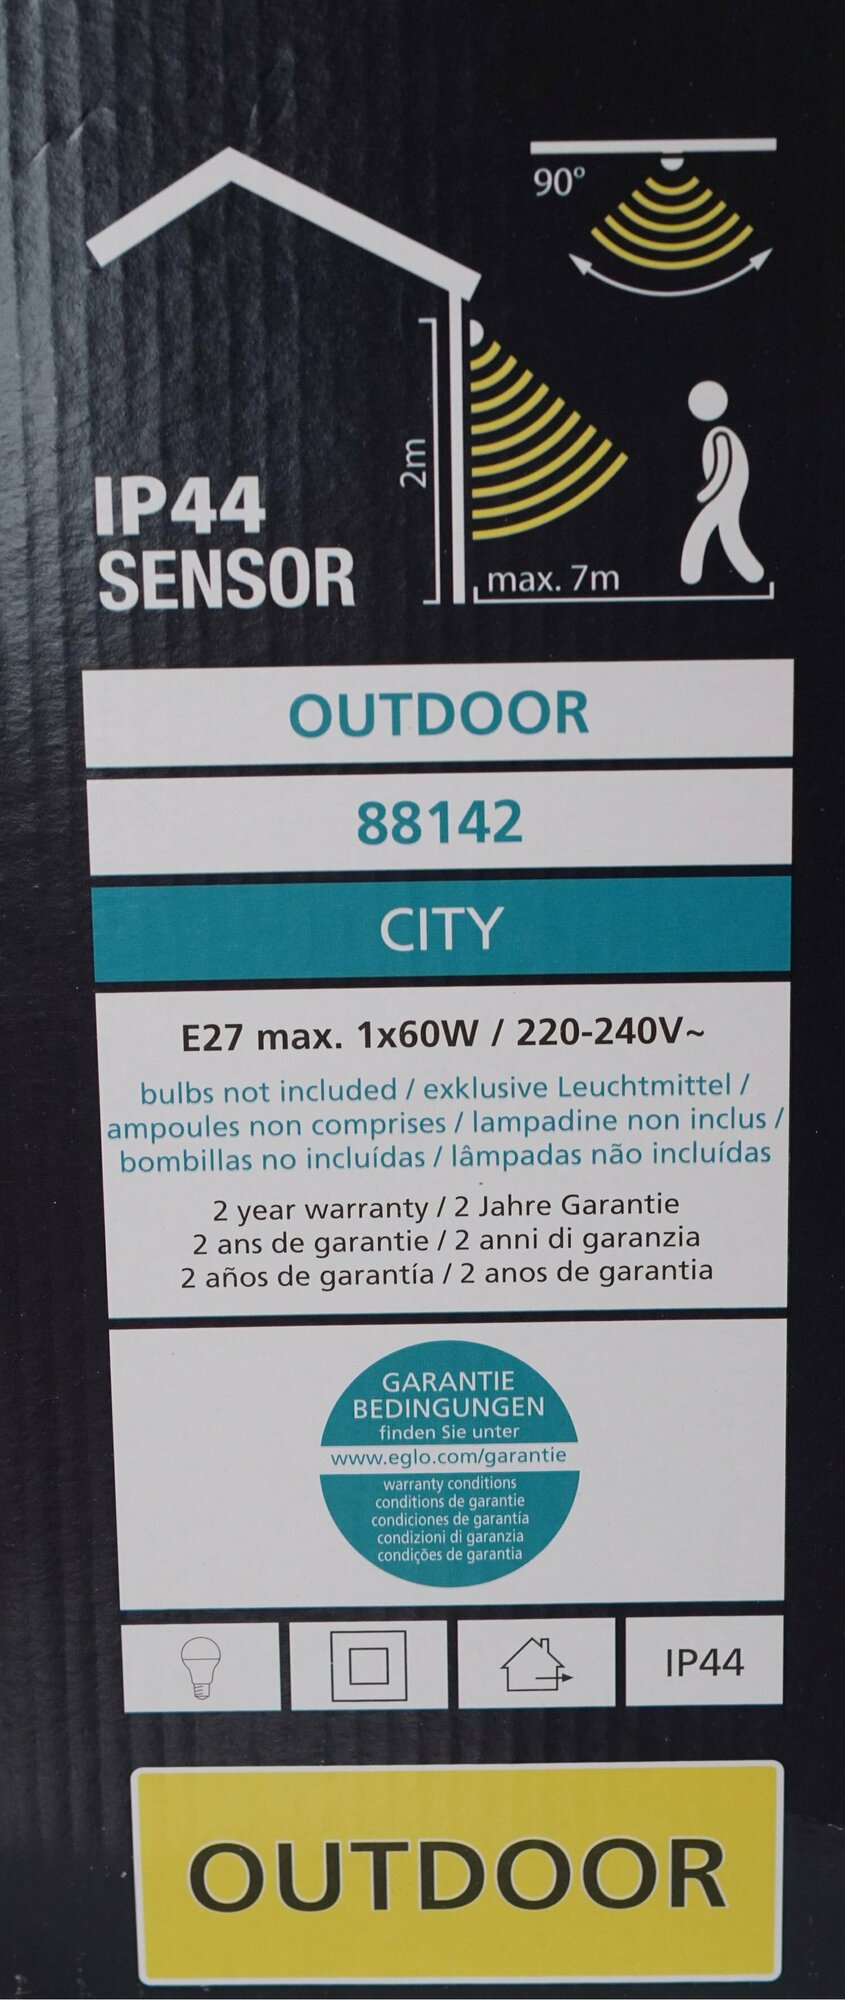 90º
2m
IP44
SENSOR
max. 7m
OUTDOOR
88142
CITY
E27 max. 1x60W / 220-240V~
bulbs not included / exklusive Leuchtmittel /
ampoules non comprises / lampadine non inclus /
bombillas no incluídas / lâmpadas não incluídas
2 year warranty / 2 Jahre Garantie
2 ans de garantie / 2 anni di garanzia
2 años de garantía / 2 anos de garantia
GARANTIE
BEDINGUNGEN
finden Sie unter
www.eglo.com/garantie
warranty conditions
conditions de garantie
condiciones de garantía
condizioni di garanzia
condições de garantia
IP44
OUTDOOR